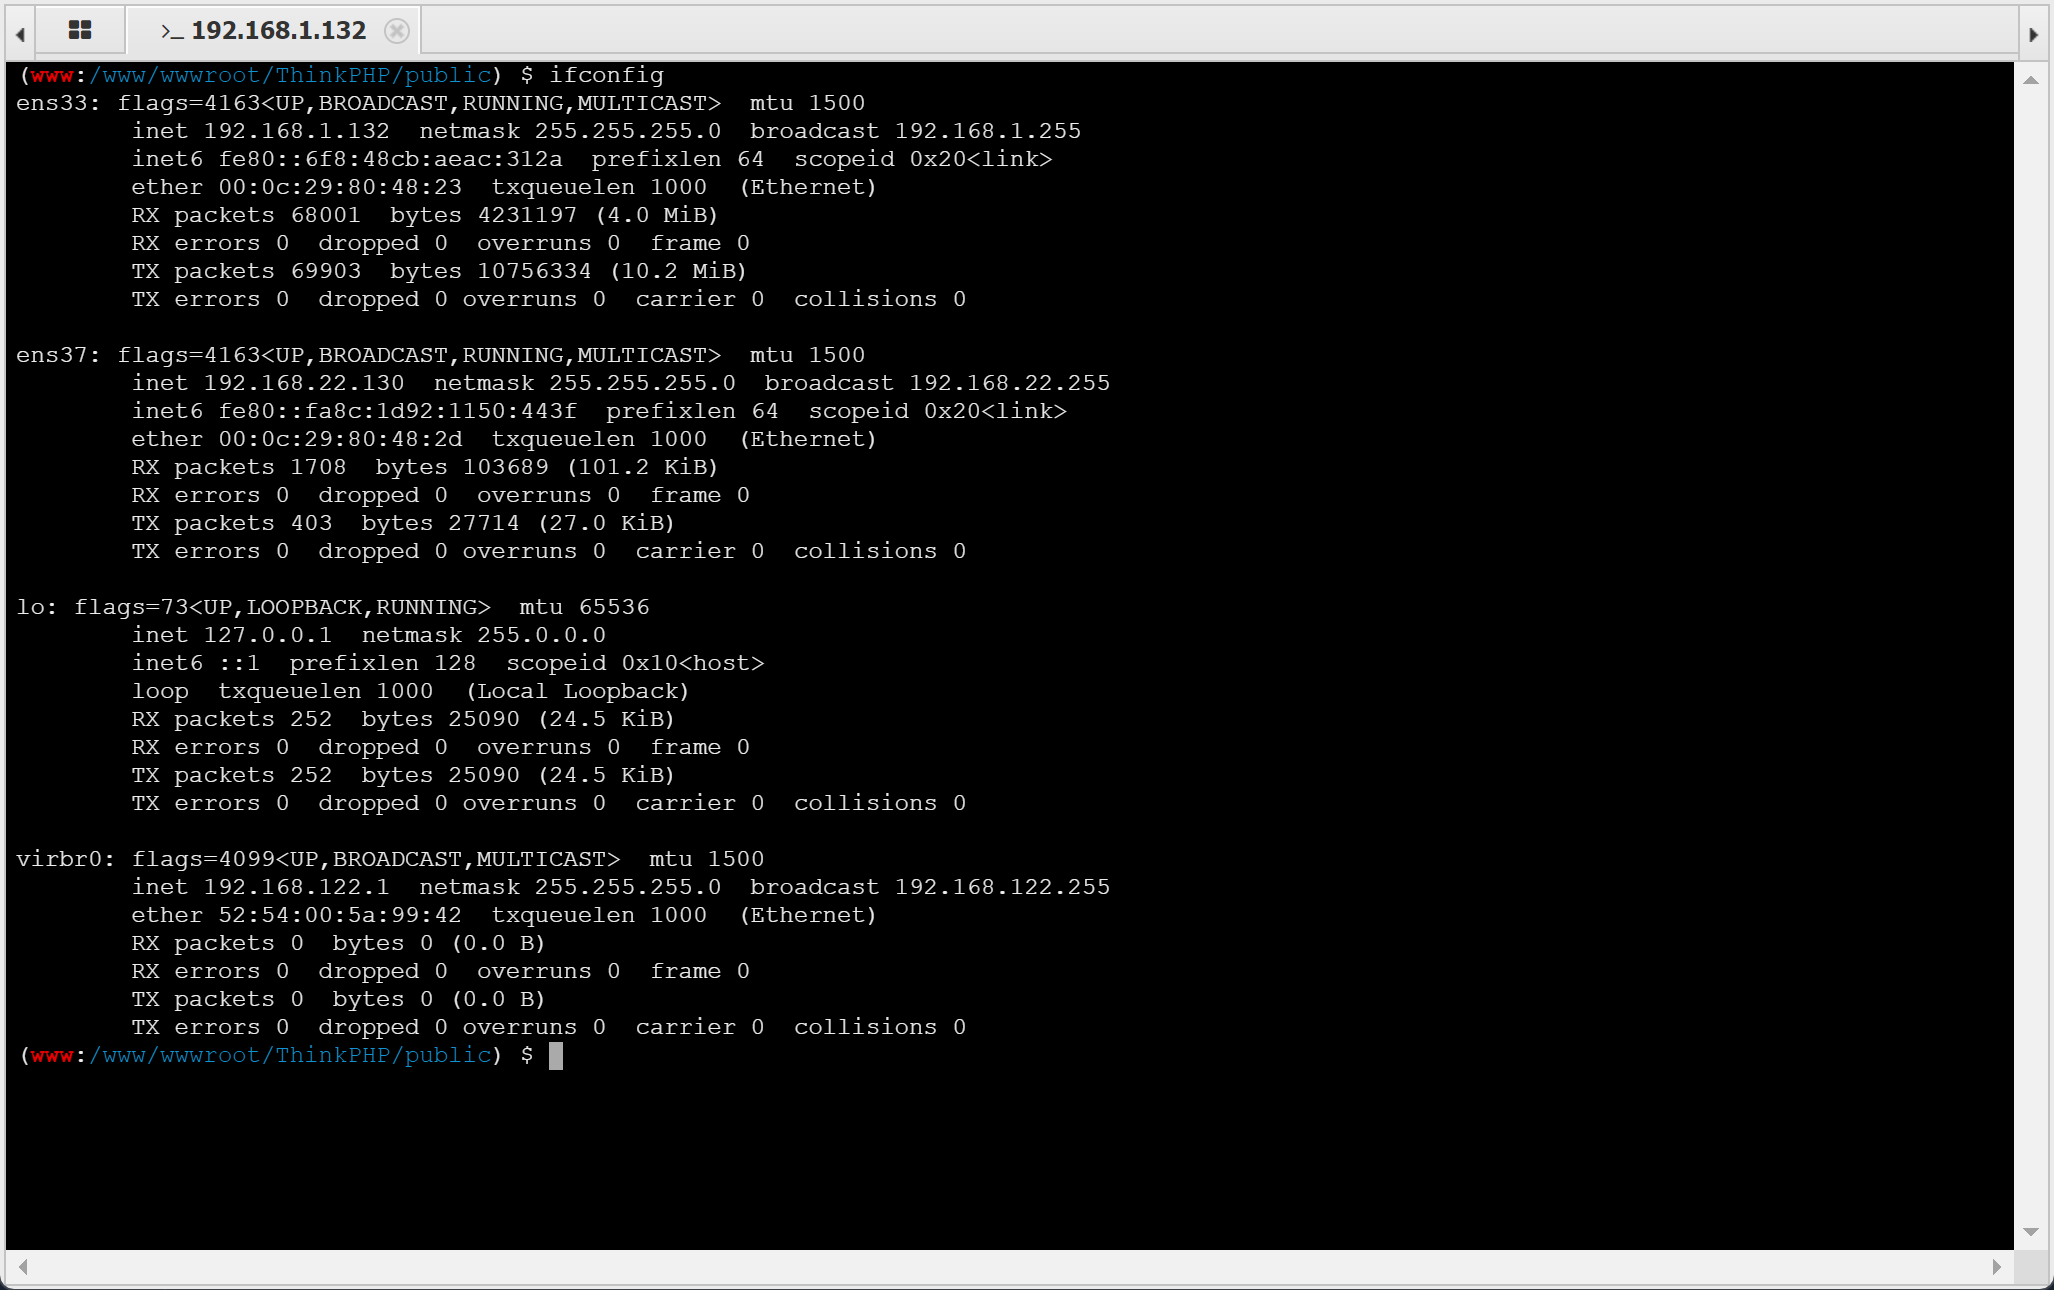 >_ 192.168.1.132
(www:/www/wwwroot/ThinkPHP/public) $ ifconfig
ens33: flags=4163<UP,BROADCAST,RUNNING,MULTICAST>  mtu 1500
        inet 192.168.1.132  netmask 255.255.255.0  broadcast 192.168.1.255
        inet6 fe80::6f8:48cb:aeac:312a  prefixlen 64  scopeid 0x20<link>
        ether 00:0c:29:80:48:23  txqueuelen 1000  (Ethernet)
        RX packets 68001  bytes 4231197 (4.0 MiB)
        RX errors 0  dropped 0  overruns 0  frame 0
        TX packets 69903  bytes 10756334 (10.2 MiB)
        TX errors 0  dropped 0 overruns 0  carrier 0  collisions 0

ens37: flags=4163<UP,BROADCAST,RUNNING,MULTICAST>  mtu 1500
        inet 192.168.22.130  netmask 255.255.255.0  broadcast 192.168.22.255
        inet6 fe80::fa8c:1d92:1150:443f  prefixlen 64  scopeid 0x20<link>
        ether 00:0c:29:80:48:2d  txqueuelen 1000  (Ethernet)
        RX packets 1708  bytes 103689 (101.2 KiB)
        RX errors 0  dropped 0  overruns 0  frame 0
        TX packets 403  bytes 27714 (27.0 KiB)
        TX errors 0  dropped 0 overruns 0  carrier 0  collisions 0

lo: flags=73<UP,LOOPBACK,RUNNING>  mtu 65536
        inet 127.0.0.1  netmask 255.0.0.0
        inet6 ::1  prefixlen 128  scopeid 0x10<host>
        loop  txqueuelen 1000  (Local Loopback)
        RX packets 252  bytes 25090 (24.5 KiB)
        RX errors 0  dropped 0  overruns 0  frame 0
        TX packets 252  bytes 25090 (24.5 KiB)
        TX errors 0  dropped 0 overruns 0  carrier 0  collisions 0

virbr0: flags=4099<UP,BROADCAST,MULTICAST>  mtu 1500
        inet 192.168.122.1  netmask 255.255.255.0  broadcast 192.168.122.255
        ether 52:54:00:5a:99:42  txqueuelen 1000  (Ethernet)
        RX packets 0  bytes 0 (0.0 B)
        RX errors 0  dropped 0  overruns 0  frame 0
        TX packets 0  bytes 0 (0.0 B)
        TX errors 0  dropped 0 overruns 0  carrier 0  collisions 0
(www:/www/wwwroot/ThinkPHP/public) $